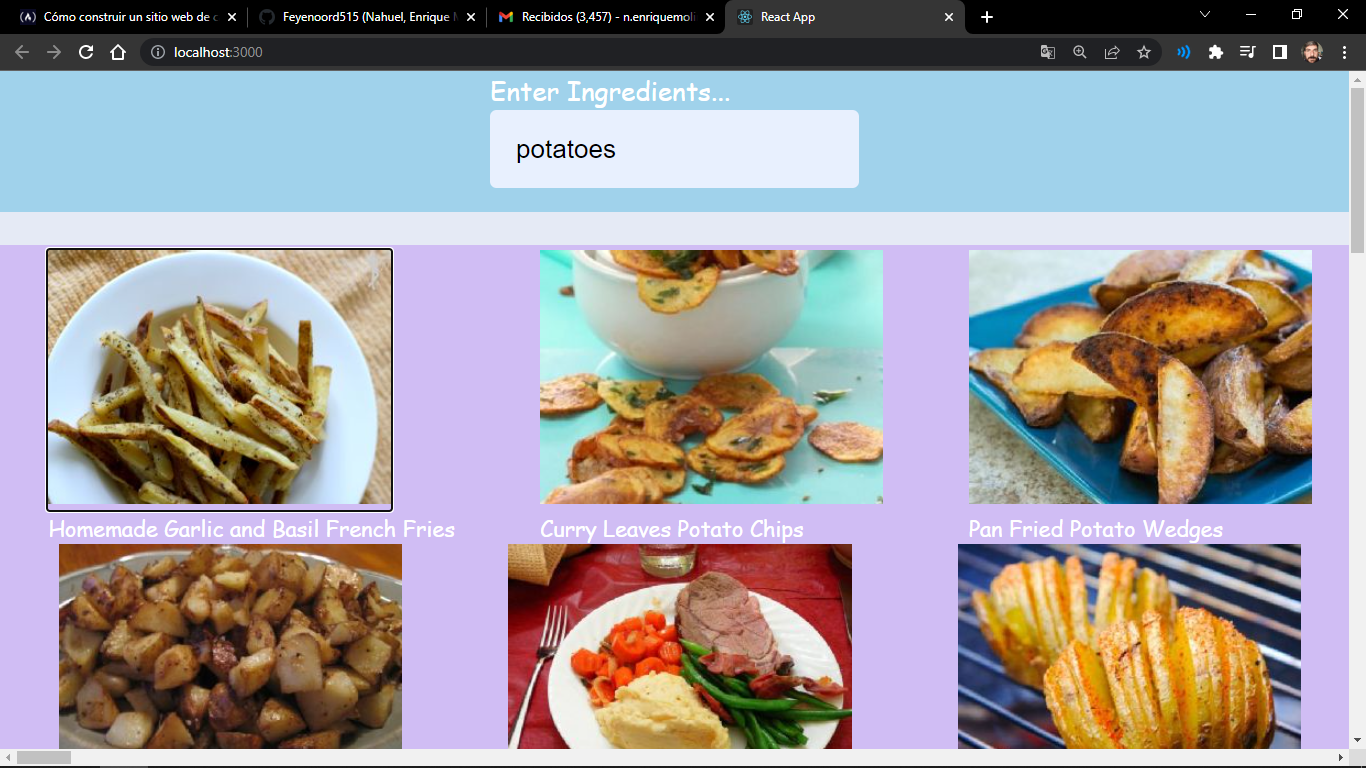 Cómo construir un sitio web de c
Feyenoord515 (Nahuel, Enrique M
Recibidos (3,457) - n.enriquemoli
React App
localhost:3000
Enter Ingredients...
potatoes
Homemade Garlic and Basil French Fries
Curry Leaves Potato Chips
Pan Fried Potato Wedges